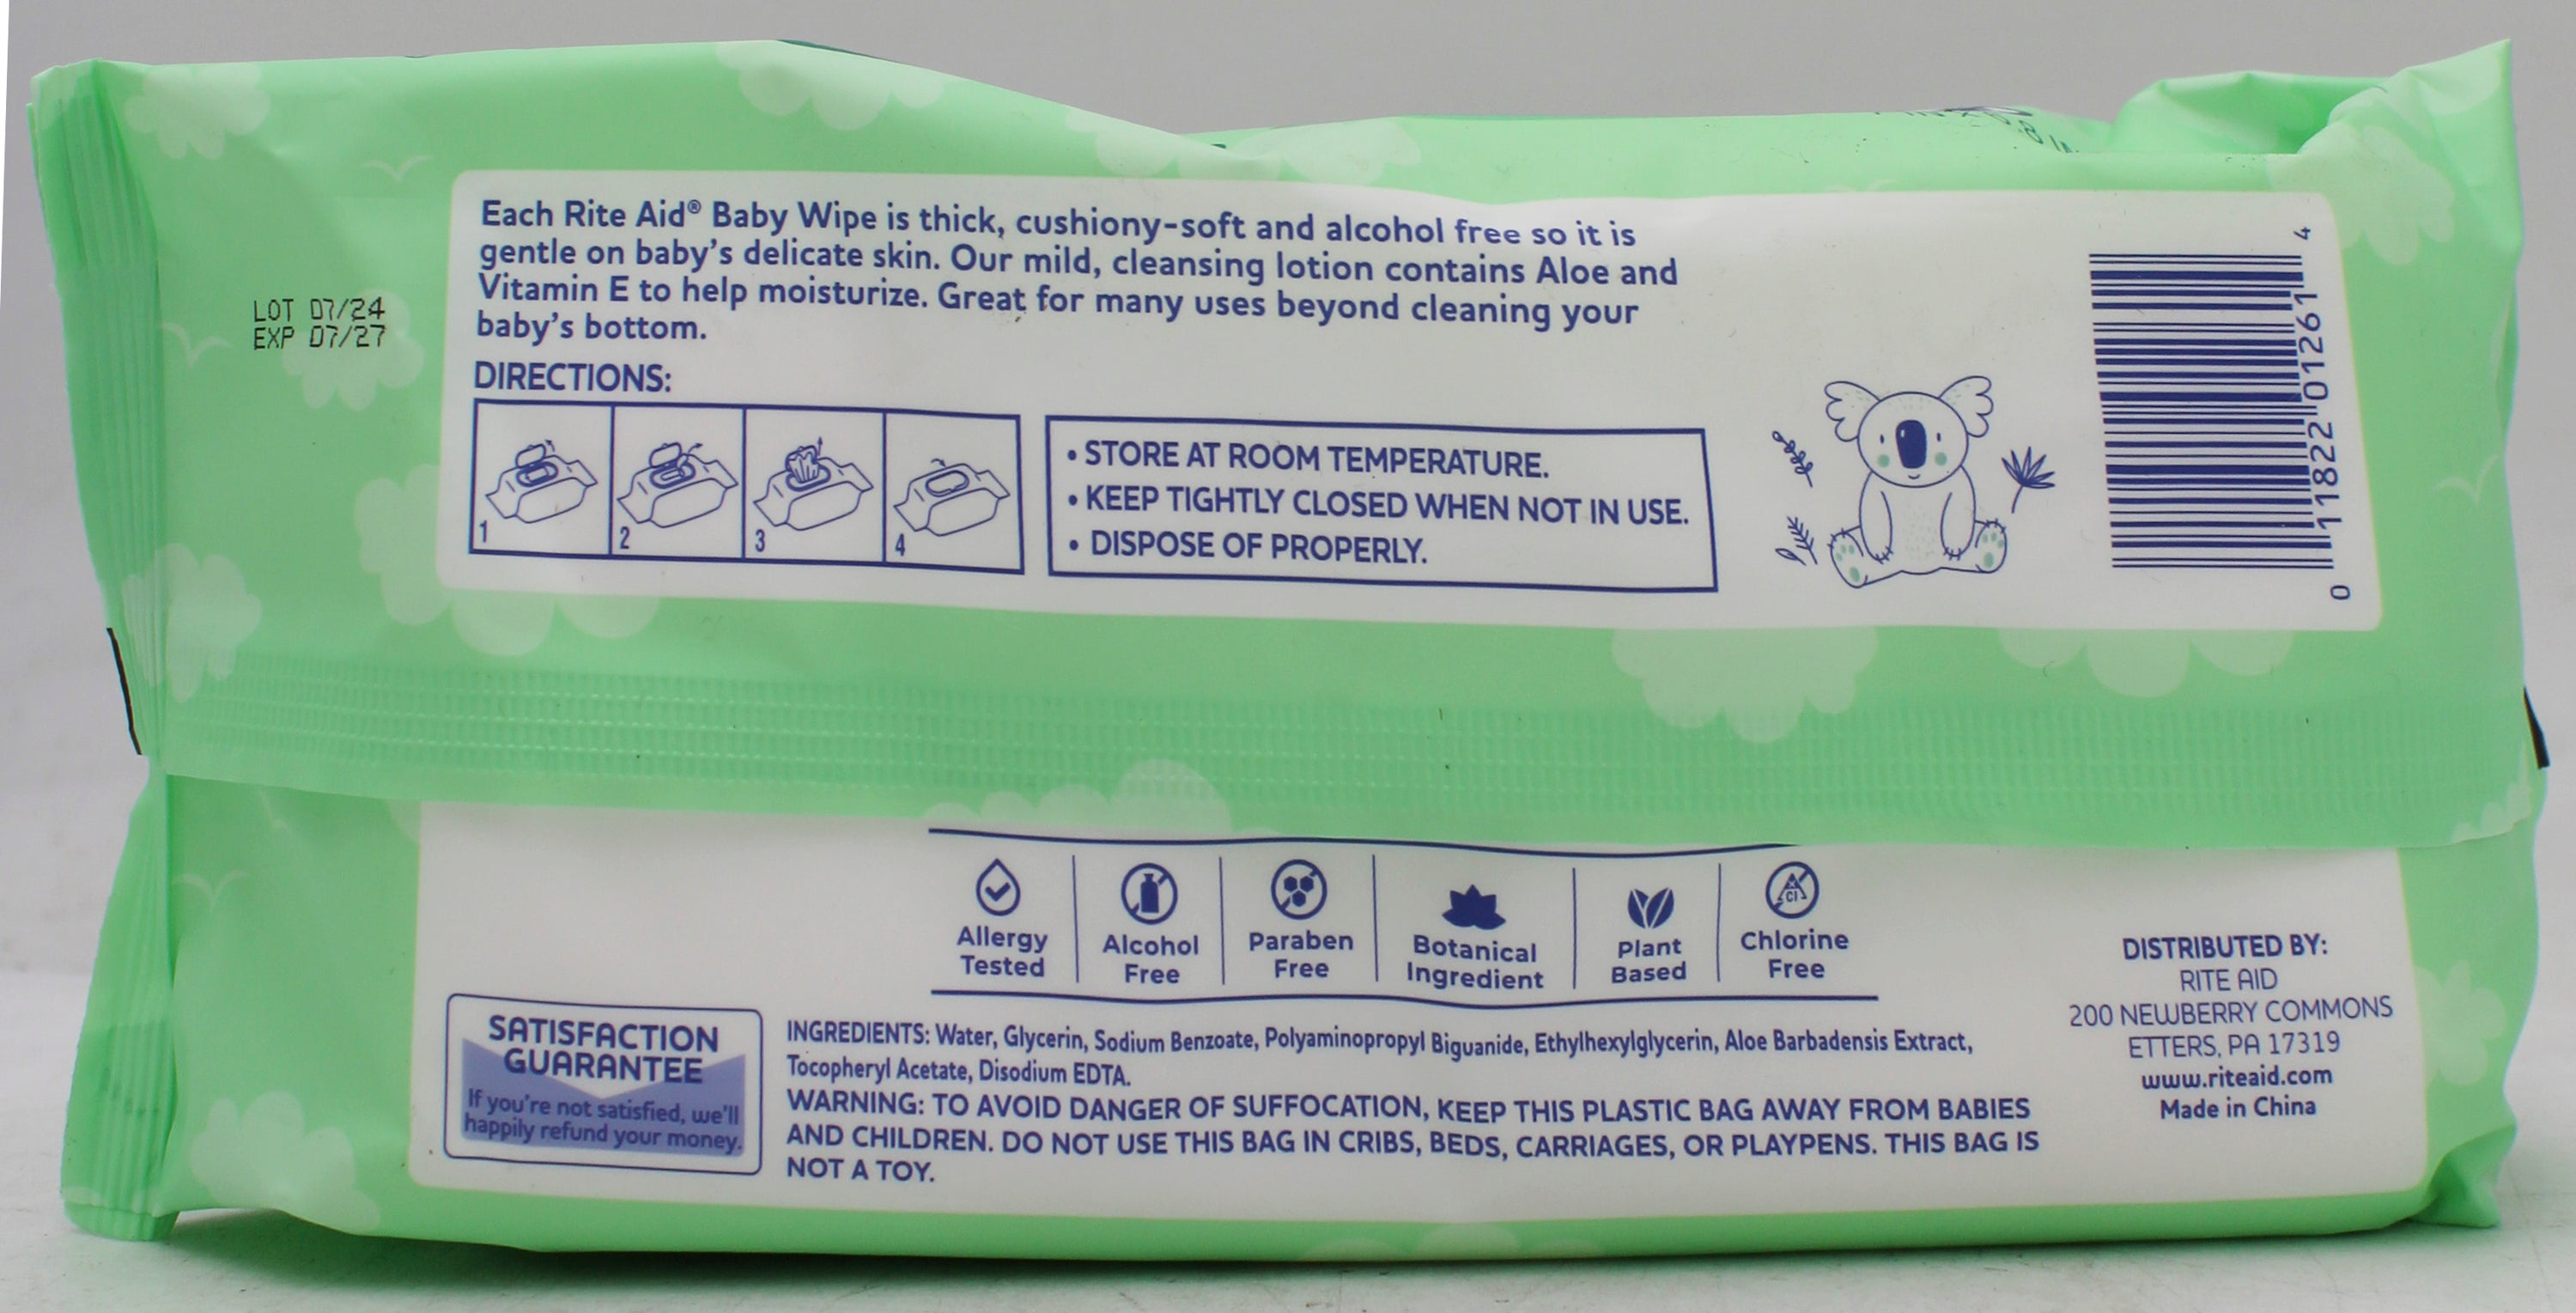 Each Rite Aid® Baby Wipe is thick, cushiony-soft and alcohol free so it is
gentle on baby's delicate skin. Our mild, cleansing lotion contains Aloe and
Vitamin E to help moisturize. Great for many uses beyond cleaning your
baby's bottom.
LOT 07/24
EXP 07/27
DIRECTIONS:
1
2
3
4
• STORE AT ROOM TEMPERATURE.
• KEEP TIGHTLY CLOSED WHEN NOT IN USE.
• DISPOSE OF PROPERLY.
0 11822 01261 4
Allergy
Tested
Alcohol
Free
Paraben
Free
Botanical
Ingredient
Plant
Based
Cl
Chlorine
Free
SATISFACTION
GUARANTEE
If you're not satisfied, we'll
happily refund your money.
INGREDIENTS: Water, Glycerin, Sodium Benzoate, Polyaminopropyl Biguanide, Ethylhexylglycerin, Aloe Barbadensis Extract,
Tocopheryl Acetate, Disodium EDTA.
WARNING: TO AVOID DANGER OF SUFFOCATION, KEEP THIS PLASTIC BAG AWAY FROM BABIES
AND CHILDREN. DO NOT USE THIS BAG IN CRIBS, BEDS, CARRIAGES, OR PLAYPENS. THIS BAG IS
NOT A TOY.
DISTRIBUTED BY:
RITE AID
200 NEWBERRY COMMONS
ETTERS, PA 17319
www.riteaid.com
Made in China